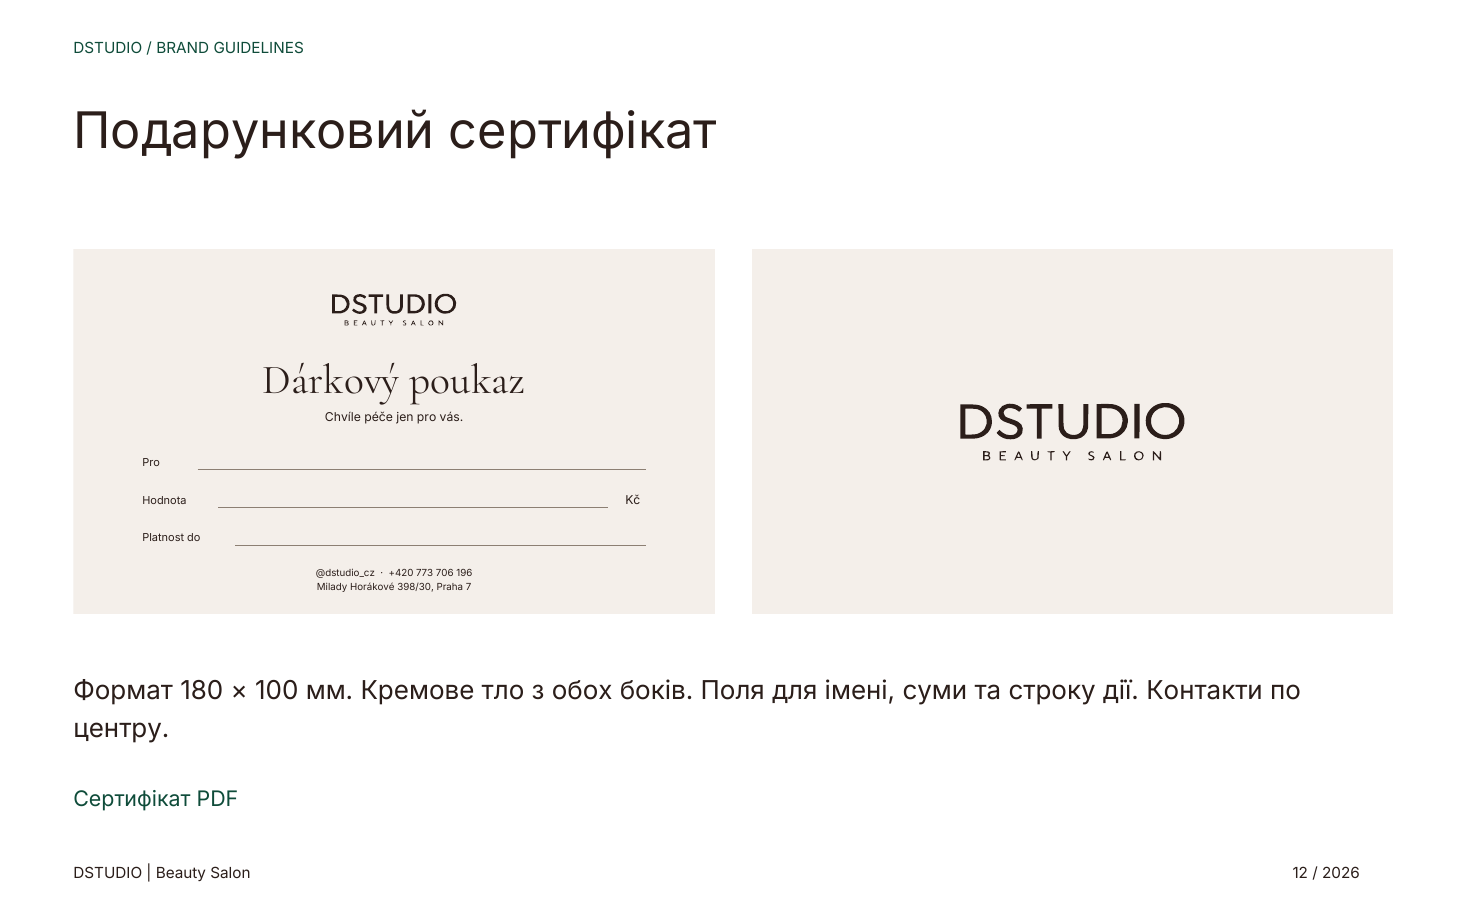 DSTUDIO / BRAND GUIDELINES
Подарунковий сертифікат
DSTUDIO
BEAUTY SALON
Dárkový poukaz
Chvíle péče jen pro vás.
Pro
Hodnota Kč
Platnost do
@dstudio_cz · +420 773 706 196
Milady Horákové 398/30, Praha 7
DSTUDIO
BEAUTY SALON
Формат 180 × 100 мм. Кремове тло з обох боків. Поля для імені, суми та строку дії. Контакти по
центру.
Сертифікат PDF
DSTUDIO | Beauty Salon
12 / 2026